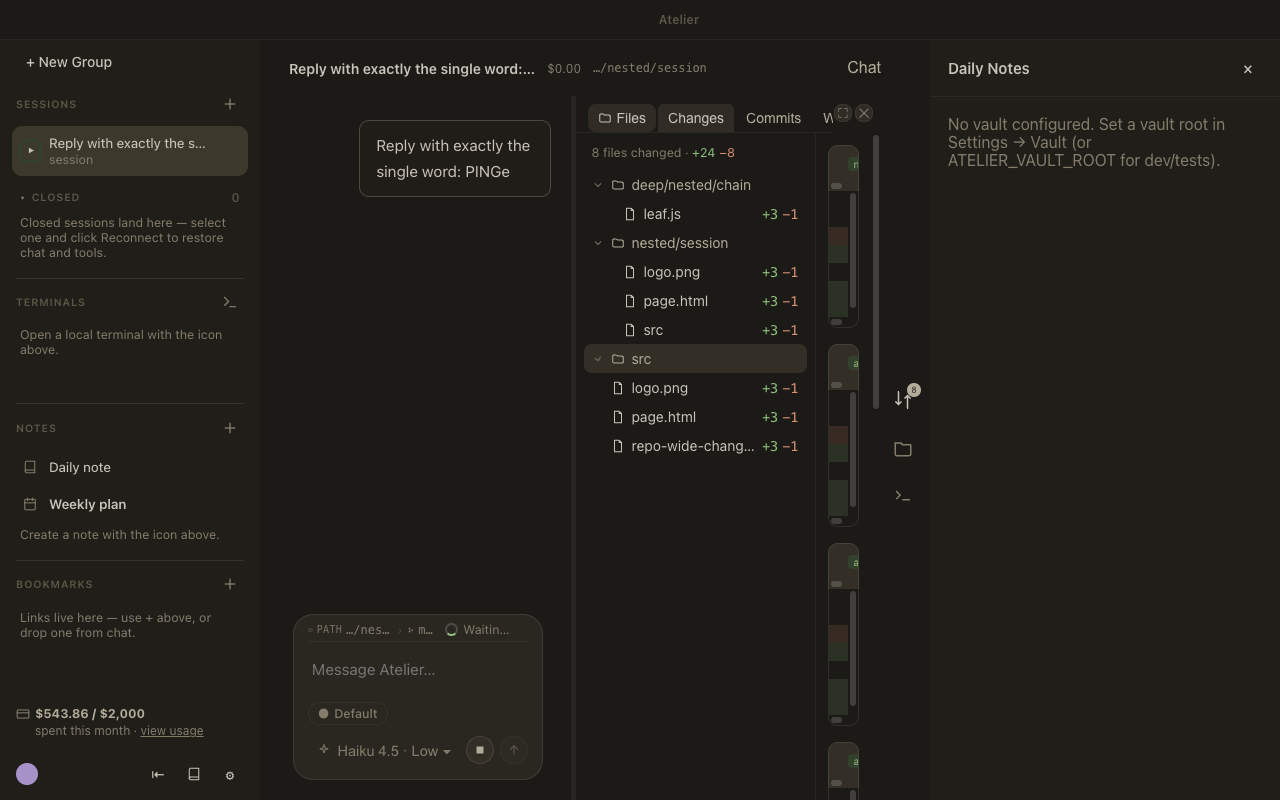 Atelier
+ New Group
SESSIONS
Reply with exactly the s...
session
CLOSED
0
Closed sessions land here — select
one and click Reconnect to restore
chat and tools.
TERMINALS
Open a local terminal with the icon
above.
NOTES
Daily note
Weekly plan
Create a note with the icon above.
BOOKMARKS
Links live here — use + above, or
drop one from chat.
$543.86 / $2,000
spent this month · view usage
Reply with exactly the single word:...
$0.00
…/nested/session
Chat
Reply with exactly the
single word: PINGe
PATH …/nes… › m…
Waitin...
Message Atelier...
Default
Haiku 4.5 · Low
Files
Changes
Commits
W
8 files changed · +24 −8
deep/nested/chain
leaf.js +3 −1
nested/session
logo.png +3 −1
page.html +3 −1
src +3 −1
src
logo.png +3 −1
page.html +3 −1
repo-wide-chang... +3 −1
8
Daily Notes
No vault configured. Set a vault root in
Settings → Vault (or
ATELIER_VAULT_ROOT for dev/tests).